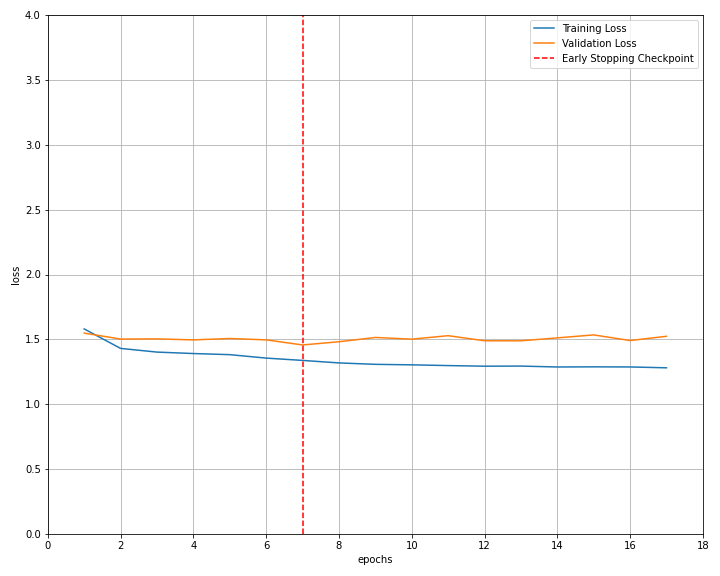 4.0
3.5
3.0
2.5
2.0
1.5
1.0
0.5
0.0
loss
0 2 4 6 8 10 12 14 16 18
epochs
Training Loss
Validation Loss
Early Stopping Checkpoint